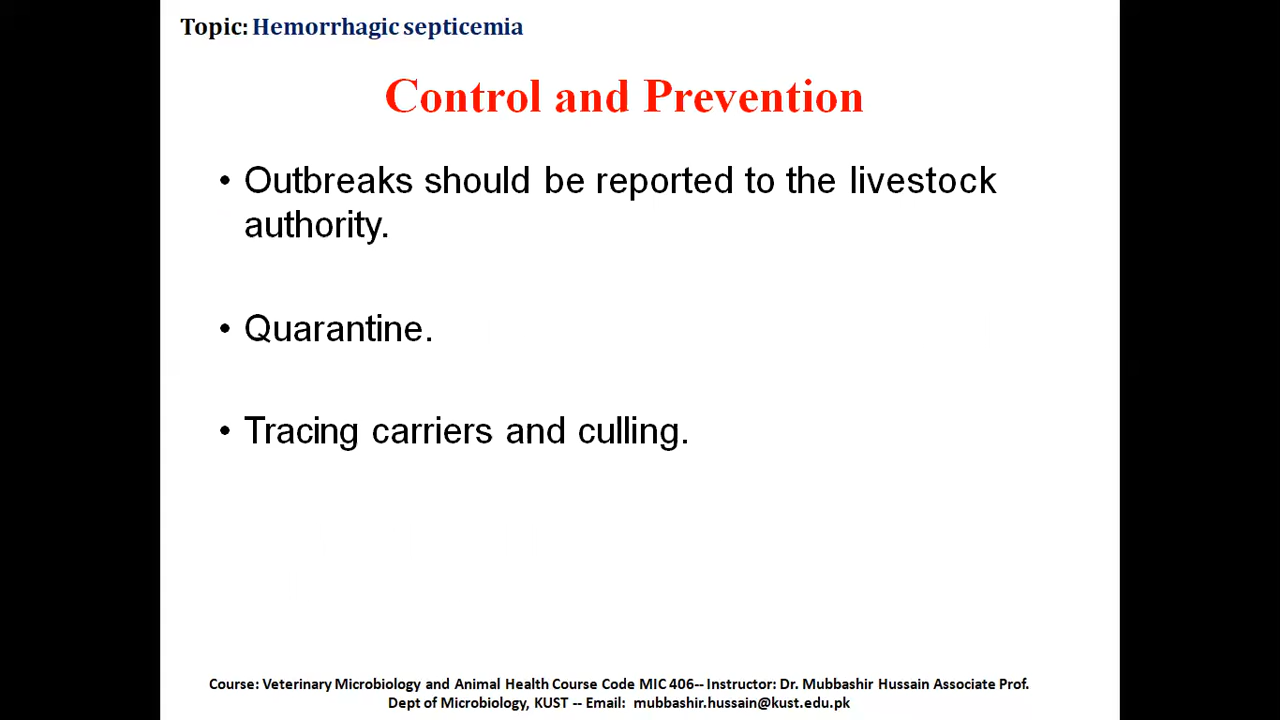 Topic: Hemorrhagic septicemia
Control and Prevention
• Outbreaks should be reported to the livestock
authority.
• Quarantine.
• Tracing carriers and culling.
Course: Veterinary Microbiology and Animal Health Course Code MIC 406-- Instructor: Dr. Mubbashir Hussain Associate Prof.
Dept of Microbiology, KUST -- Email: mubbashir.hussain@kust.edu.pk